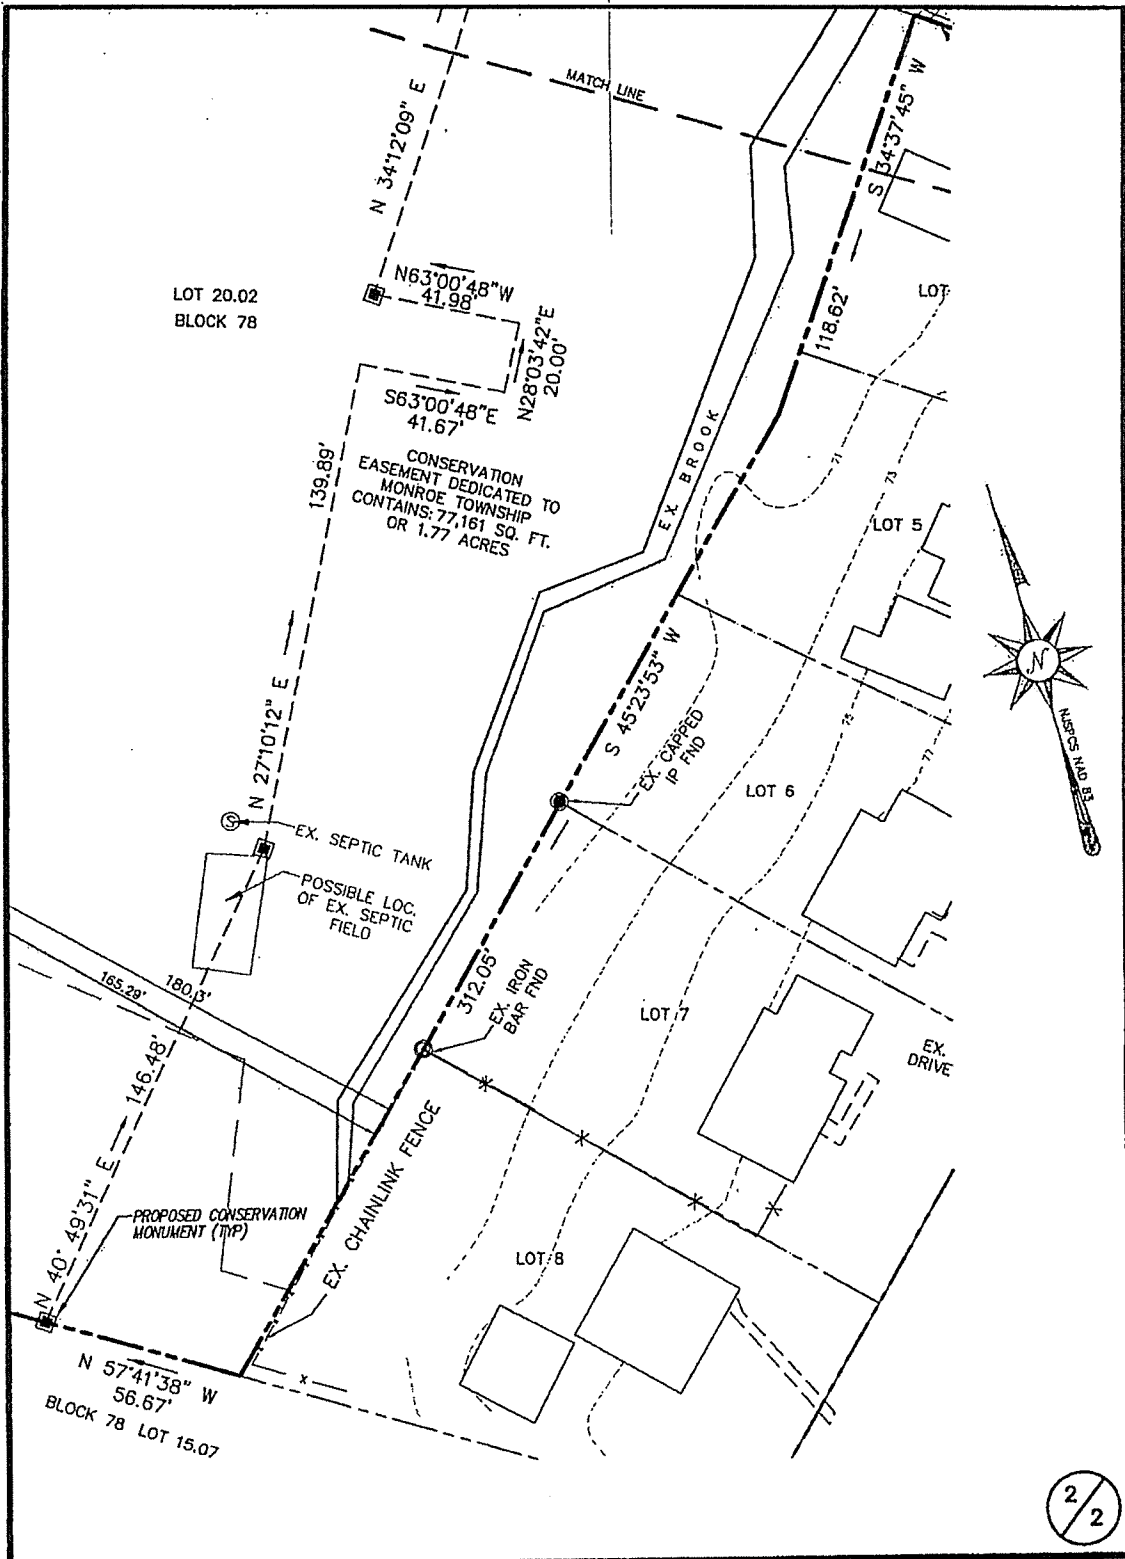 MATCH LINE
N 34°12'09" E
S 34°37'45" W
N63°00'48"W
41.98'
LOT 20.02
BLOCK 78
N28°03'42"E
20.00'
LOT
118.62'
S63°00'48"E
41.67'
CONSERVATION
EASEMENT DEDICATED TO
MONROE TOWNSHIP
CONTAINS: 77,161 SQ. FT.
OR 1.77 ACRES
139.89'
EX. BROOK
71
73
LOT 5
N 27°10'12" E
S 45°23'53" W
EX. CAPPED
IP FND
75
77
N
NJSPCS NAD 83
LOT 6
S
EX. SEPTIC TANK
POSSIBLE LOC.
OF EX. SEPTIC
FIELD
312.05'
EX. IRON
BAR FND
165.29'
180.3'
LOT 7
EX.
DRIVE
N 40° 49'31" E
146.48'
EX. CHAINLINK FENCE
PROPOSED CONSERVATION
MONUMENT (TYP)
LOT 8
N 57°41'38" W
56.67'
BLOCK 78 LOT 15.07
x
2/2